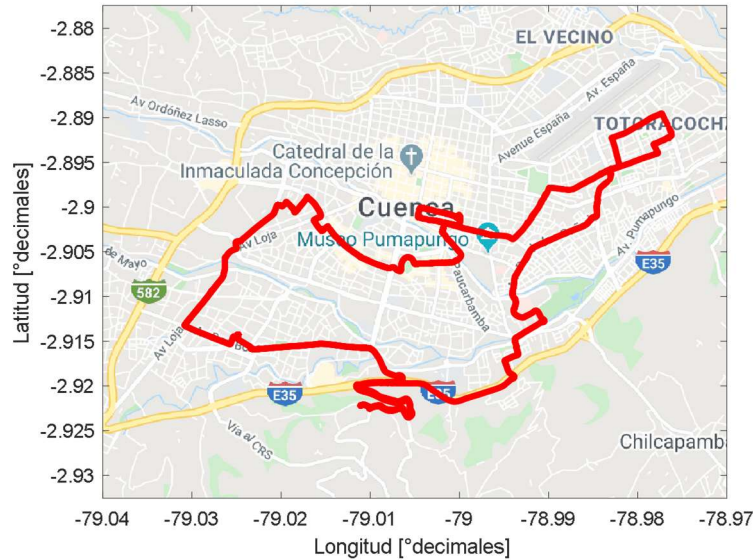 -2.88
-2.885
-2.89
-2.895
-2.9
-2.905
-2.91
-2.915
-2.92
-2.925
-2.93
Latitud [°decimales]
EL VECINO
Av. España
Av Ordóñez Lasso
Avenue España
TOTORACOCHA
Catedral de la
Inmaculada Concepción
Cuenca
Museo Pumapungo
Av. Pumapungo
Av Loja
de Mayo
Paucarbamba
E35
582
Av Loja
E35
E35
Vía al CRS
Chilcapamba
-79.04
-79.03
-79.02
-79.01
-79
-78.99
-78.98
-78.97
Longitud [°decimales]